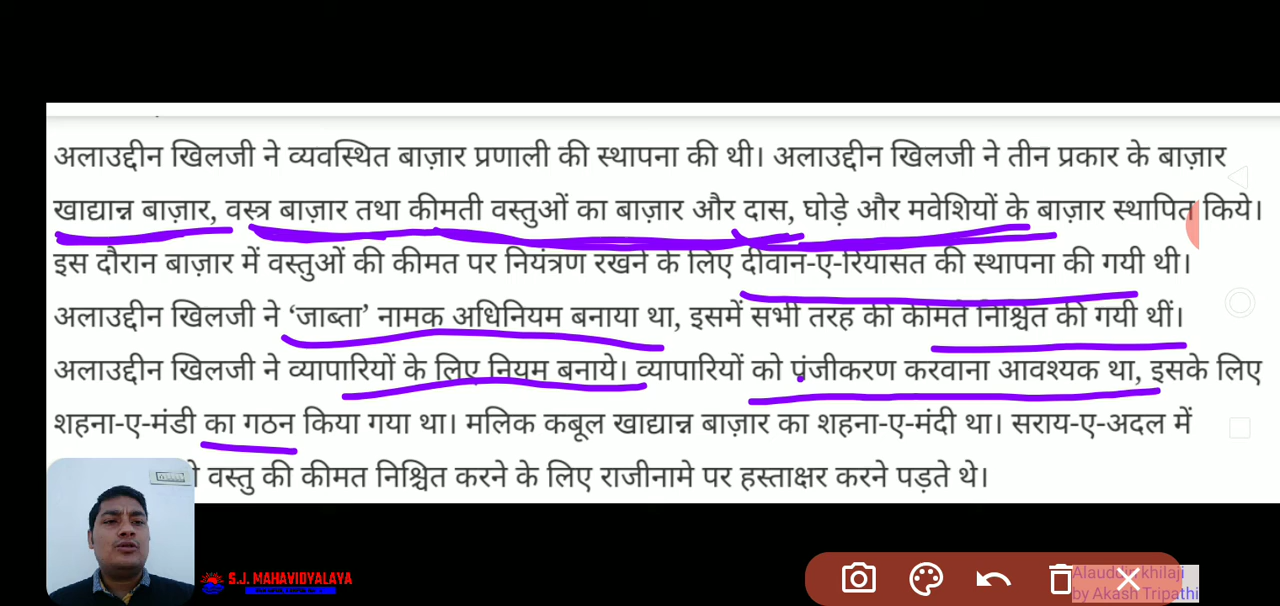 अलाउद्दीन खिलजी ने व्यवस्थित बाज़ार प्रणाली की स्थापना की थी। अलाउद्दीन खिलजी ने तीन प्रकार के बाज़ार
खाद्यान्न बाज़ार, वस्त्र बाज़ार तथा कीमती वस्तुओं का बाज़ार और दास, घोड़े और मवेशियों के बाज़ार स्थापित किये।
इस दौरान बाज़ार में वस्तुओं की कीमत पर नियंत्रण रखने के लिए दीवान-ए-रियासत की स्थापना की गयी थी।
अलाउद्दीन खिलजी ने ‘जाब्ता’ नामक अधिनियम बनाया था, इसमें सभी तरह की कीमतें निश्चित की गयी थीं।
अलाउद्दीन खिलजी ने व्यापारियों के लिए नियम बनाये। व्यापारियों को पंजीकरण करवाना आवश्यक था, इसके लिए
शहना-ए-मंडी का गठन किया गया था। मलिक कबूल खाद्यान्न बाज़ार का शहना-ए-मंदी था। सराय-ए-अदल में
वस्तु की कीमत निश्चित करने के लिए राजीनामे पर हस्ताक्षर करने पड़ते थे।
S.J. MAHAVIDYALAYA
Alauddin khilaji
by Akash Tripathi